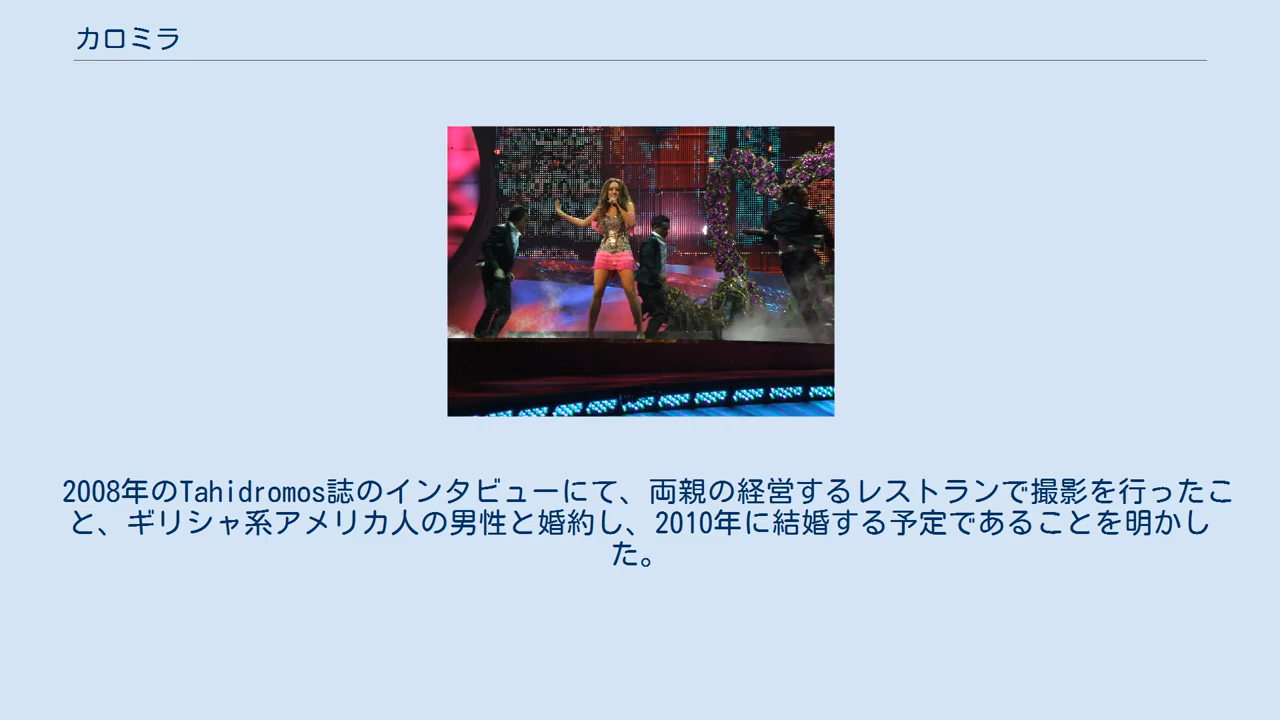 カロミラ
2008年のTahidromos誌のインタビューにて、両親の経営するレストランで撮影を行ったこ
と、ギリシャ系アメリカ人の男性と婚約し、2010年に結婚する予定であることを明かし
た。